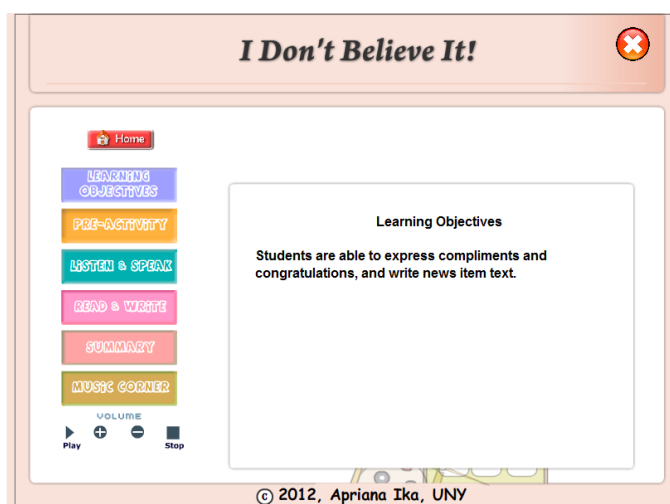 I Don't Believe It!
Home
LEARNING
OBJECTIVES
PRE-ACTIVITY
LISTEN & SPEAK
READ & WRITE
SUMMARY
MUSIC CORNER
VOLUME
Play
Stop
Learning Objectives
Students are able to express compliments and
congratulations, and write news item text.
© 2012, Apriana Ika, UNY